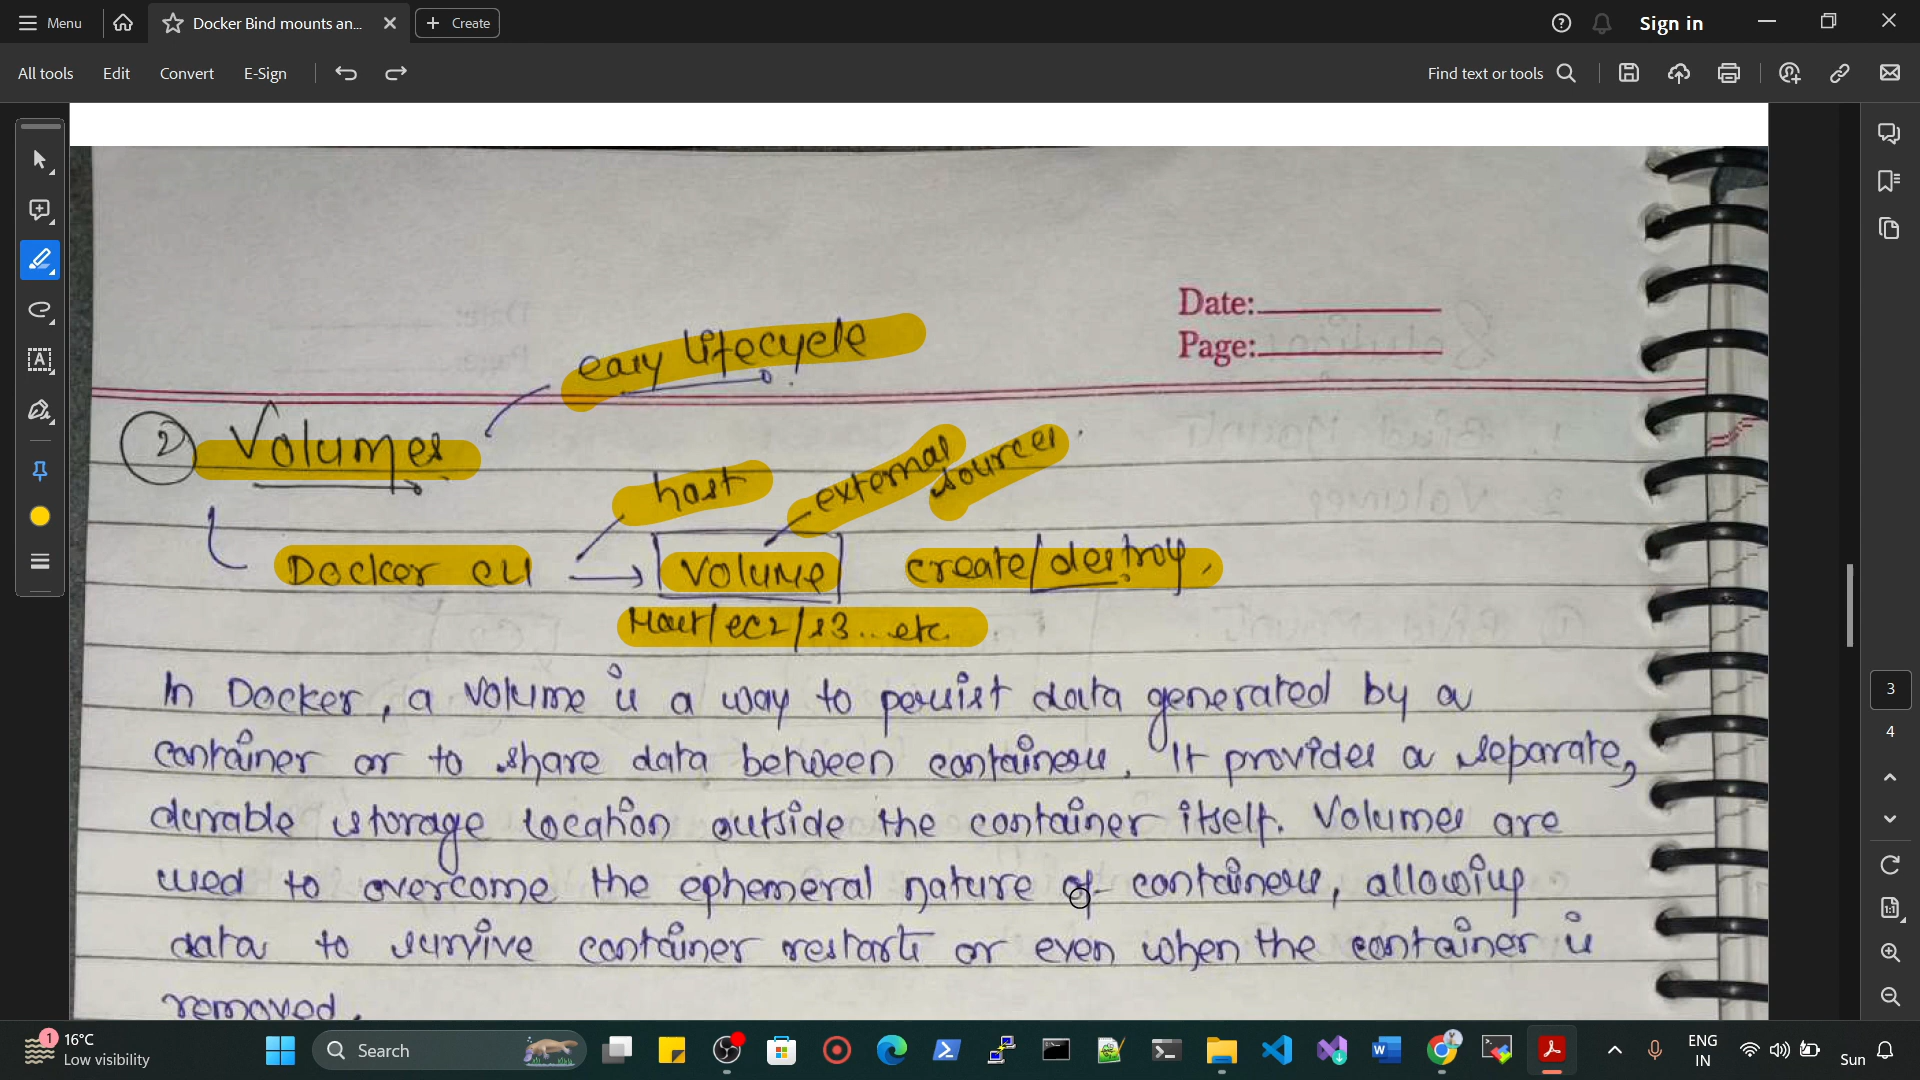 Menu
Docker Bind mounts an...
Create
Sign in
All tools
Edit
Convert
E-Sign
Find text or tools
Date:
Page:
easy lifecycle
2 Volumes
host
external sources.
Docker CLI → Volume create/destroy,
Host/EC2/S3...etc.
In Docker, a volume is a way to persist data generated by a
container or to share data between containers. It provides a separate,
durable storage location outside the container itself. Volumes are
used to overcome the ephemeral nature of containers, allowing
data to survive container restarts or even when the container is
removed.
3
4
1
16°C
Low visibility
Search
ENG
IN
Sun